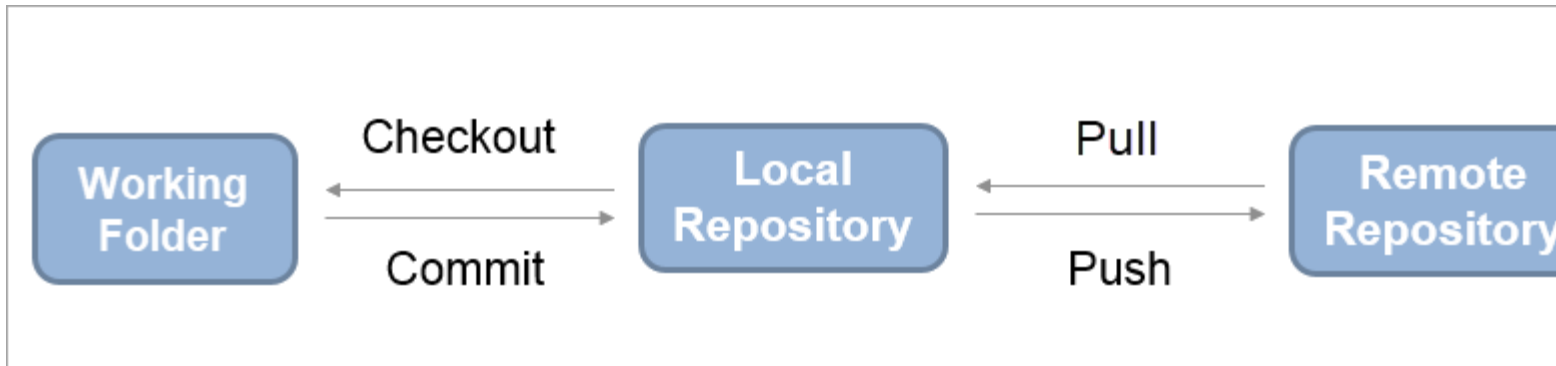 Working
Folder
Checkout
Commit
Local
Repository
Pull
Push
Remote
Repository